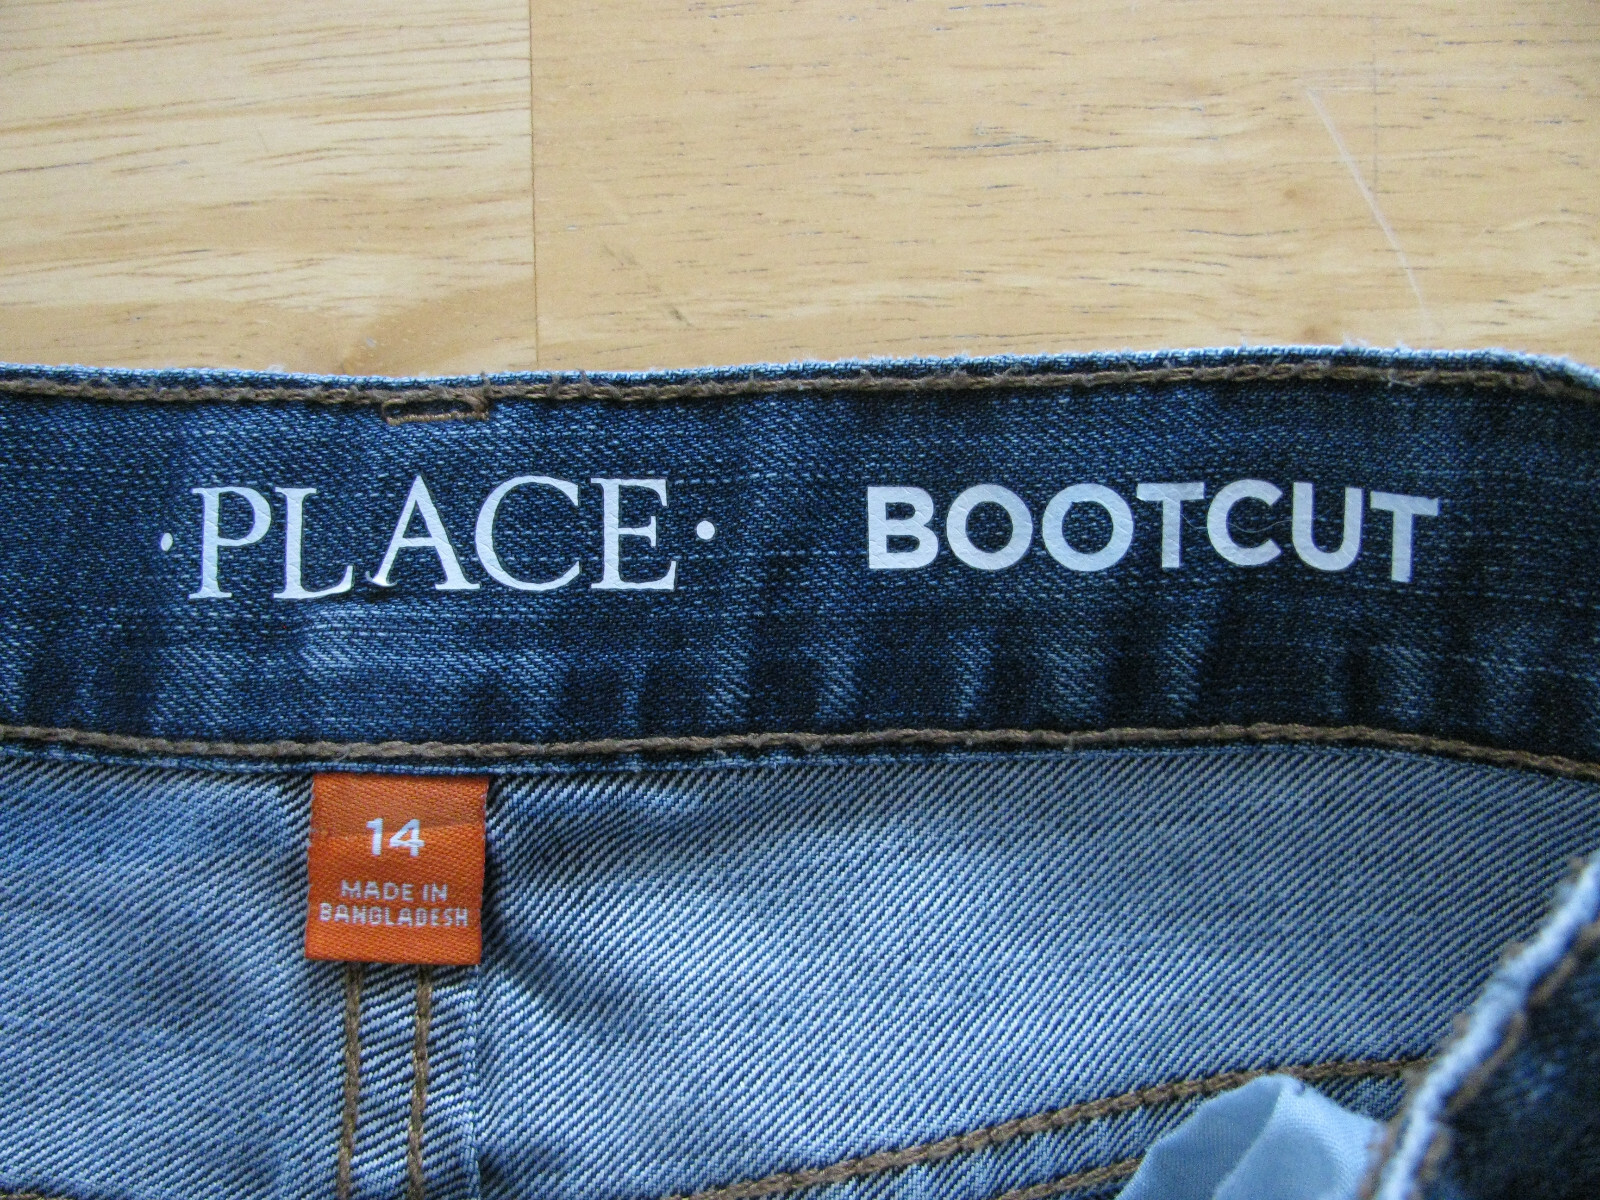 ·PLACE· BOOTCUT
14
MADE IN
BANGLADESH